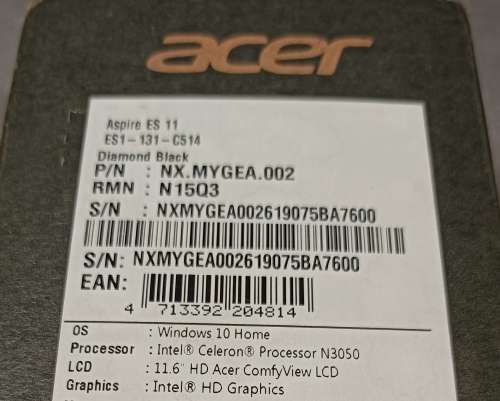 acer
Aspire ES 11
ES1-131-C514
Diamond Black
P/N : NX.MYGEA.002
RMN : N15Q3
S/N : NXMYGEA002619075BA7600
S/N: NXMYGEA002619075BA7600
EAN:
4 713392 204814
OS : Windows 10 Home
Processor : Intel® Celeron® Processor N3050
LCD : 11.6" HD Acer ComfyView LCD
Graphics : Intel® HD Graphics